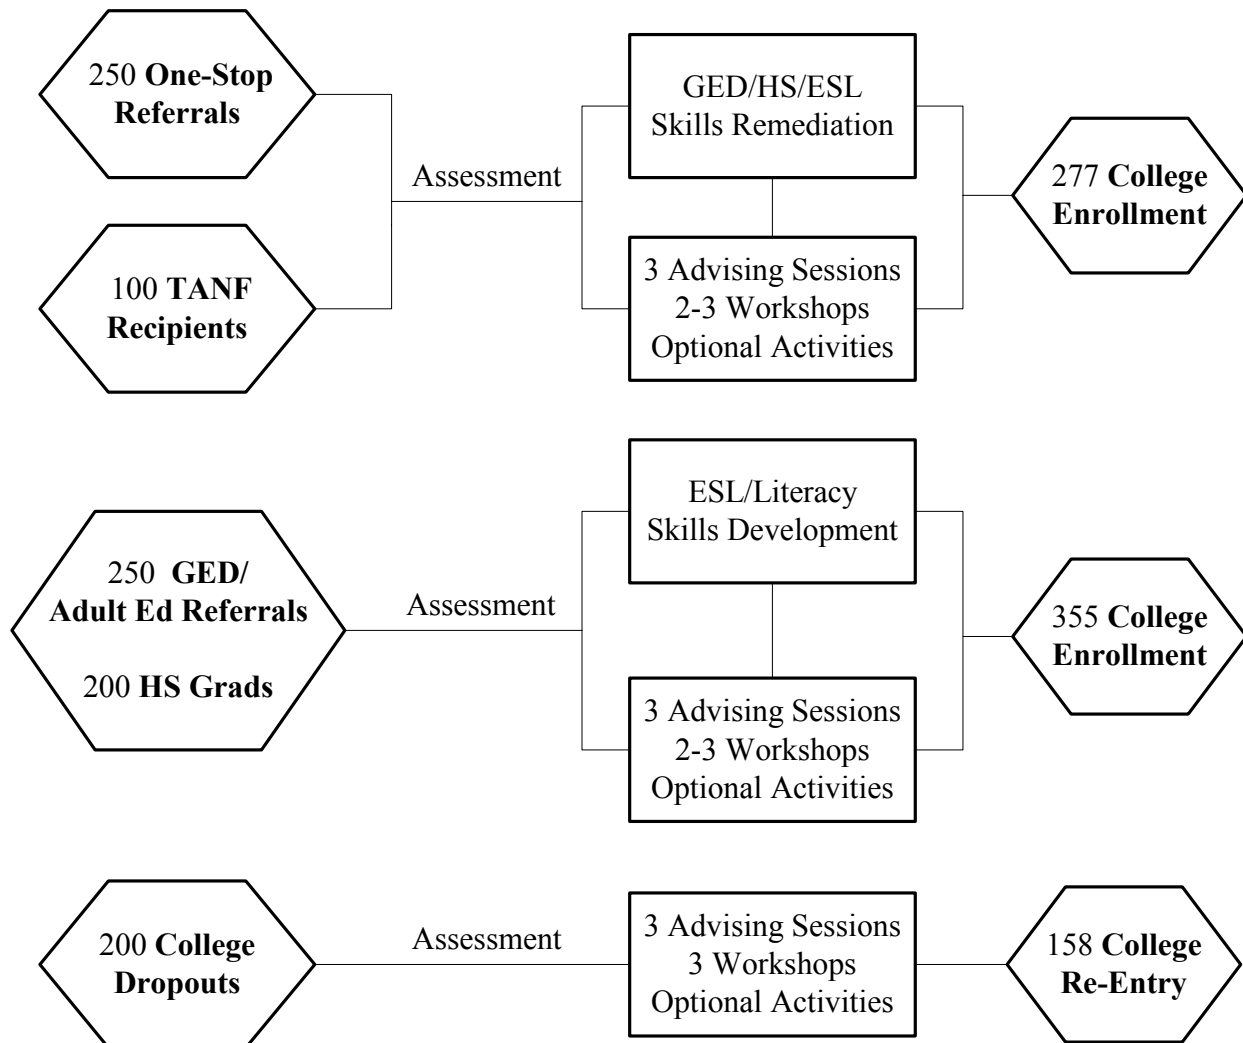 250 One-Stop
Referrals
100 TANF
Recipients
Assessment
GED/HS/ESL
Skills Remediation
3 Advising Sessions
2-3 Workshops
Optional Activities
277 College
Enrollment
250 GED/
Adult Ed Referrals
200 HS Grads
Assessment
ESL/Literacy
Skills Development
3 Advising Sessions
2-3 Workshops
Optional Activities
355 College
Enrollment
200 College
Dropouts
Assessment
3 Advising Sessions
3 Workshops
Optional Activities
158 College
Re-Entry